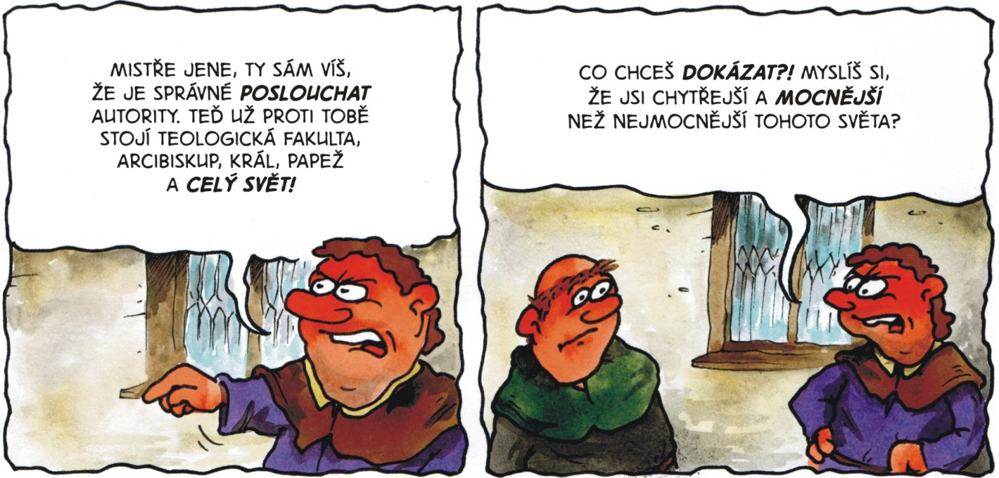 MISTŘE JENE, TY SÁM VÍŠ,
ŽE JE SPRÁVNÉ POSLOUCHAT
AUTORITY. TEĎ UŽ PROTI TOBĚ
STOJÍ TEOLOGICKÁ FAKULTA,
ARCIBISKUP, KRÁL, PAPEŽ
A CELÝ SVĚT!
CO CHCEŠ DOKÁZAT?! MYSLÍŠ SI,
ŽE JSI CHYTŘEJŠÍ A MOCNĚJŠÍ
NEŽ NEJMOCNĚJŠÍ TOHOTO SVĚTA?